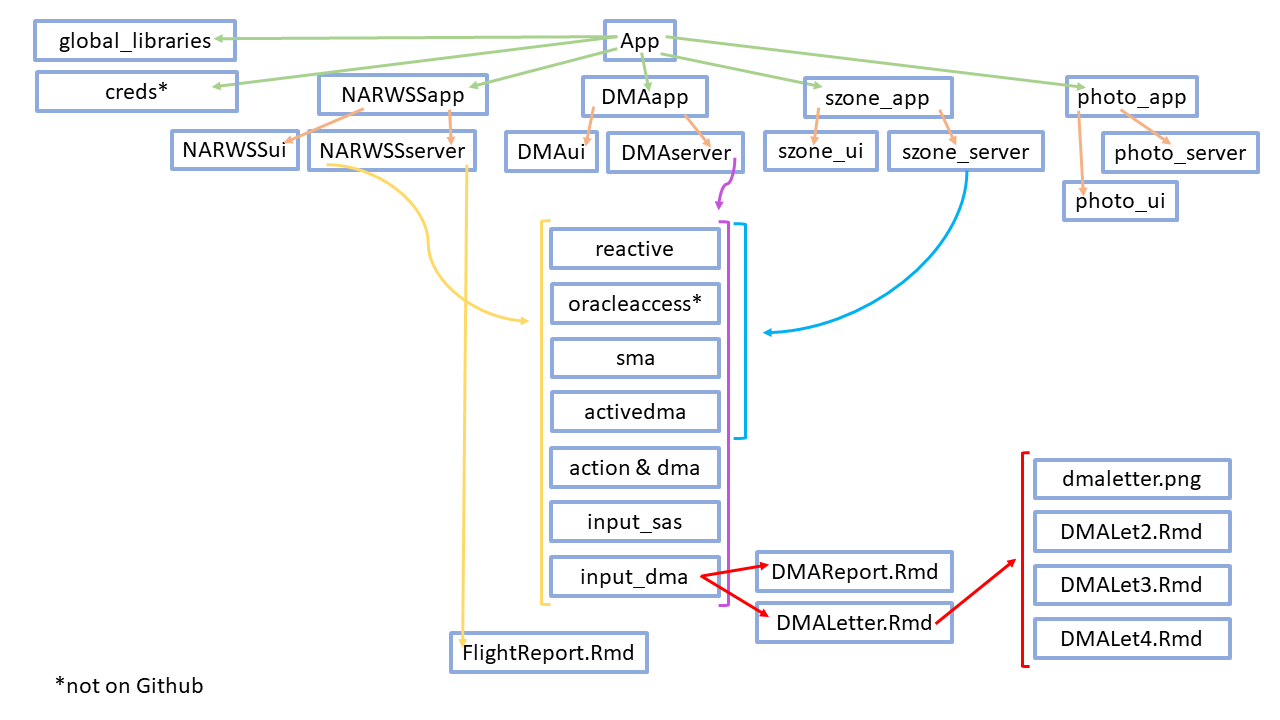 global_libraries
App
creds*
NARWSSapp
DMAapp
szone_app
photo_app
NARWSSui
NARWSSserver
DMAui
DMAserver
szone_ui
szone_server
photo_server
photo_ui
reactive
oracleaccess*
sma
activedma
action & dma
input_sas
input_dma
dmaletter.png
DMALet2.Rmd
DMALet3.Rmd
DMALet4.Rmd
DMAReport.Rmd
DMALetter.Rmd
FlightReport.Rmd
*not on Github